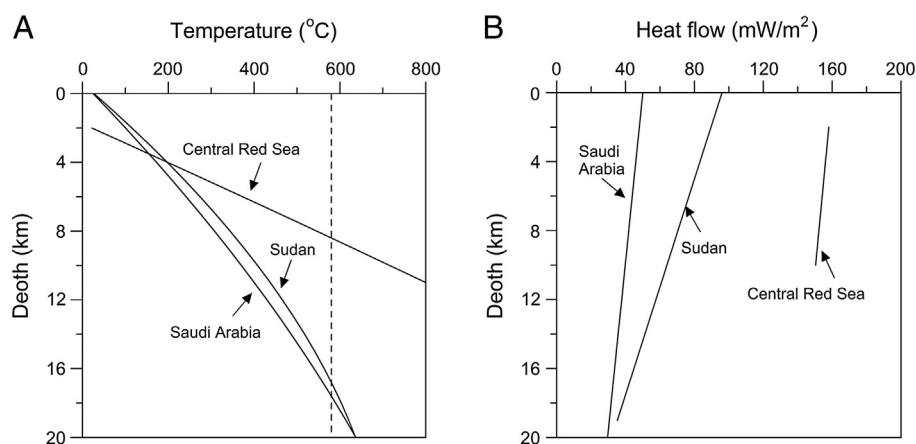 A
Temperature (°C)
0 200 400 600 800
0
4
8
12
16
20
Deoth (km)
Central Red Sea
Sudan
Saudi Arabia
B
Heat flow (mW/m²)
0 40 80 120 160 200
0
4
8
12
16
20
Deoth (km)
Saudi
Arabia
Sudan
Central Red Sea